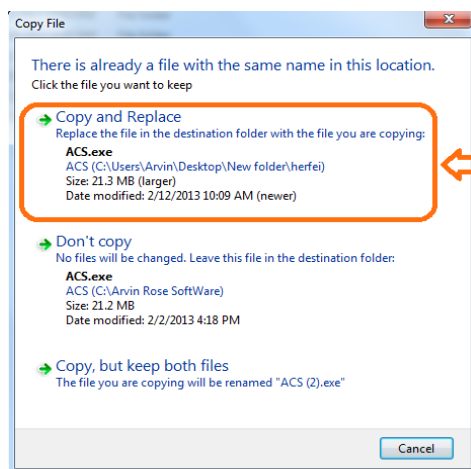 Copy File
There is already a file with the same name in this location.
Click the file you want to keep
Copy and Replace
Replace the file in the destination folder with the file you are copying:
ACS.exe
ACS (C:\Users\Arvin\Desktop\New folder\herfei)
Size: 21.3 MB (larger)
Date modified: 2/12/2013 10:09 AM (newer)
Don't copy
No files will be changed. Leave this file in the destination folder:
ACS.exe
ACS (C:\Arvin Rose SoftWare)
Size: 21.2 MB
Date modified: 2/2/2013 4:18 PM
Copy, but keep both files
The file you are copying will be renamed "ACS (2).exe"
Cancel